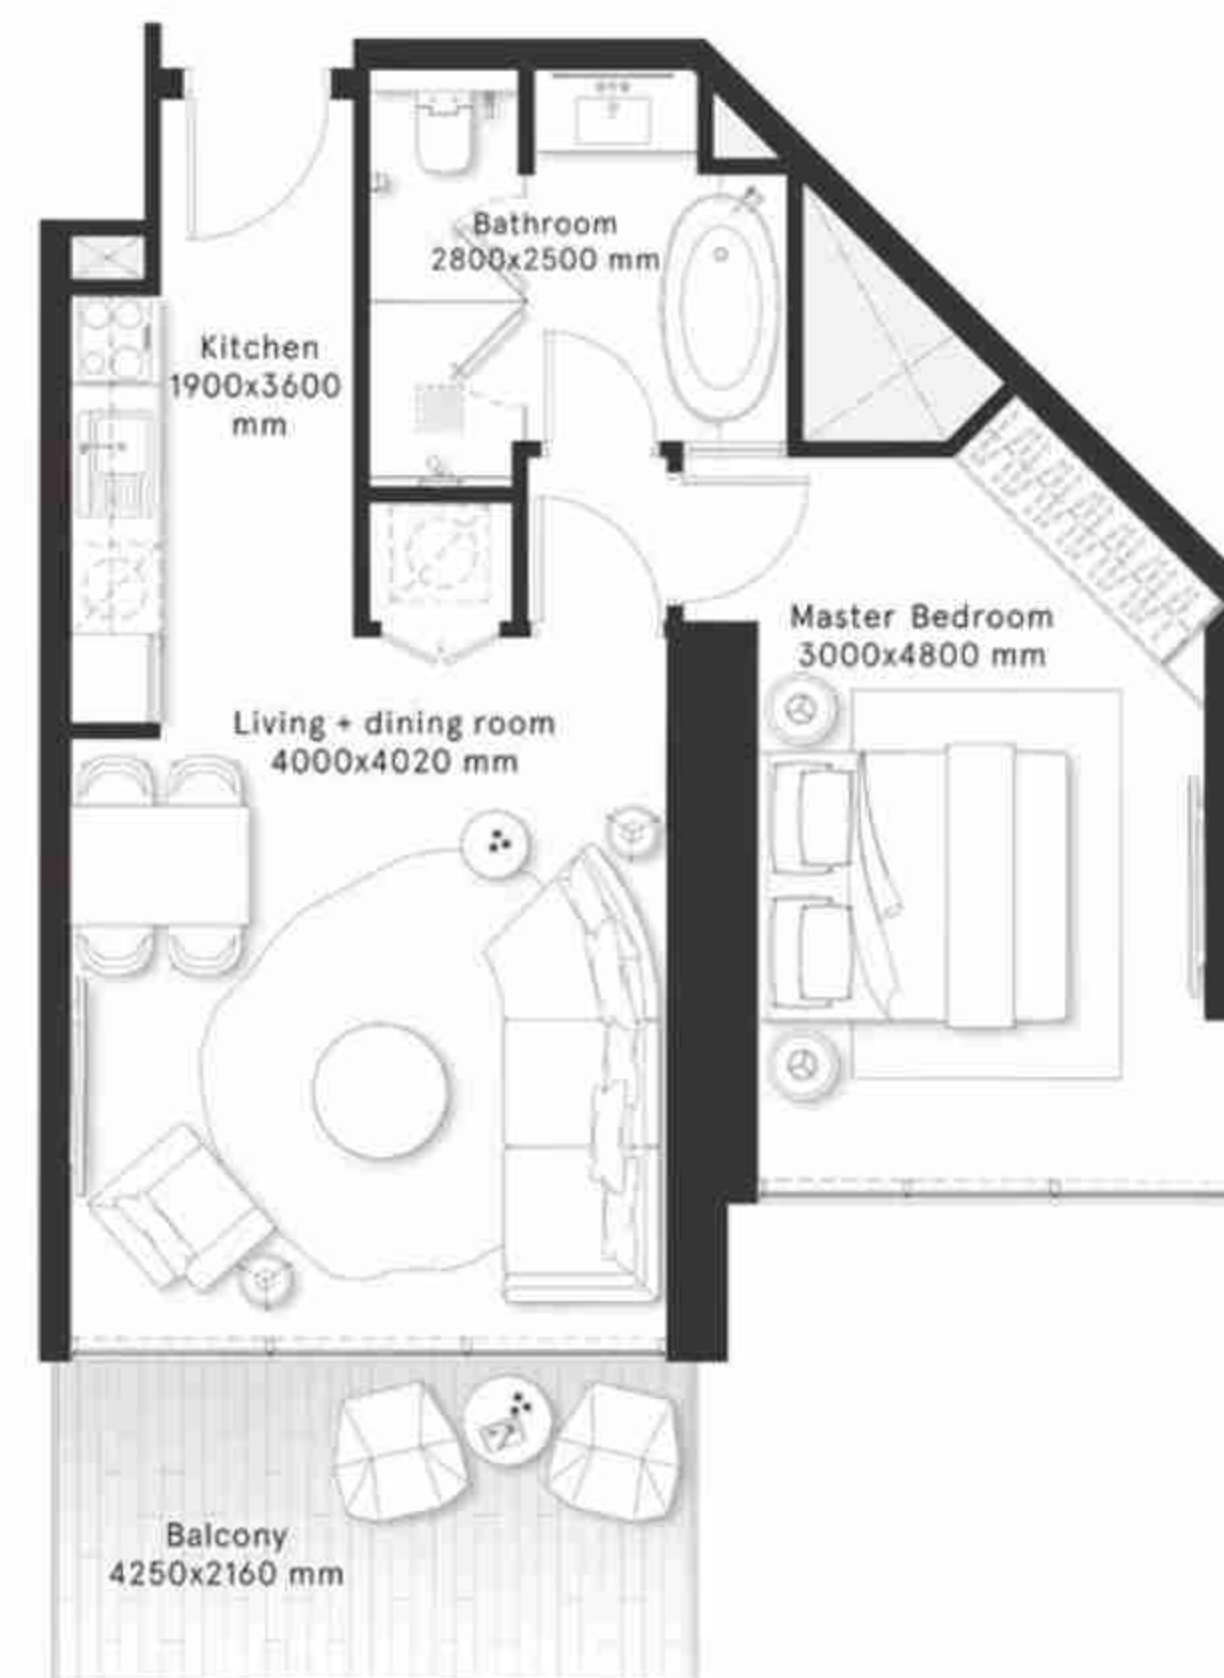 Bathroom
2800x2500 mm
Kitchen
1900x3600
mm
Master Bedroom
3000x4800 mm
Living + dining room
4000x4020 mm
Balcony
4250x2160 mm